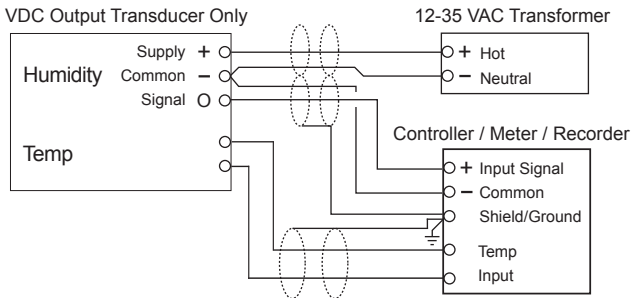 VDC Output Transducer Only
12-35 VAC Transformer
Humidity
Supply +
Common –
Signal O
Temp
+ Hot
– Neutral
Controller / Meter / Recorder
+ Input Signal
– Common
Shield/Ground
Temp
Input